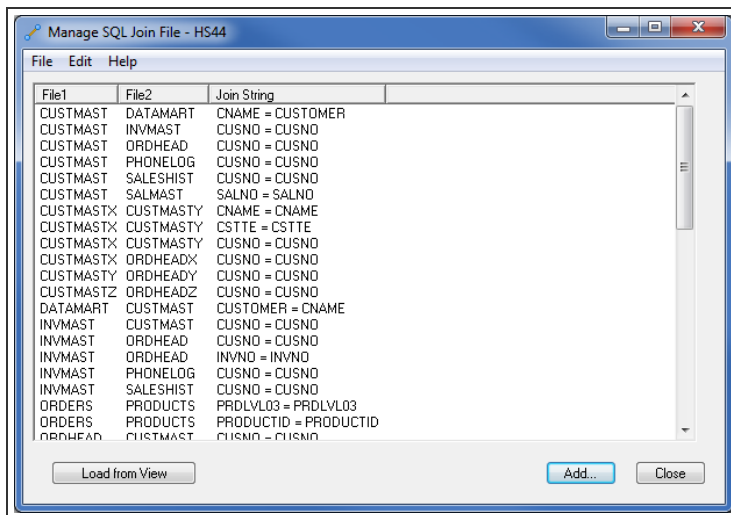 Manage SQL Join File - HS44
File Edit Help
File1 File2 Join String
CUSTMAST DATAMART CNAME = CUSTOMER
CUSTMAST INVMAST CUSNO = CUSNO
CUSTMAST ORDHEAD CUSNO = CUSNO
CUSTMAST PHONELOG CUSNO = CUSNO
CUSTMAST SALESHIST CUSNO = CUSNO
CUSTMAST SALMAST SALNO = SALNO
CUSTMASTX CUSTMASTY CNAME = CNAME
CUSTMASTX CUSTMASTY CSTTE = CSTTE
CUSTMASTX CUSTMASTY CUSNO = CUSNO
CUSTMASTX ORDHEADX CUSNO = CUSNO
CUSTMASTY ORDHEADY CUSNO = CUSNO
CUSTMASTZ ORDHEADZ CUSNO = CUSNO
DATAMART CUSTMAST CUSTOMER = CNAME
INVMAST CUSTMAST CUSNO = CUSNO
INVMAST ORDHEAD CUSNO = CUSNO
INVMAST ORDHEAD INVNO = INVNO
INVMAST PHONELOG CUSNO = CUSNO
INVMAST SALESHIST CUSNO = CUSNO
ORDERS PRODUCTS PRDLVL03 = PRDLVL03
ORDERS PRODUCTS PRODUCTID = PRODUCTID
ORDHEAD CUSTMAST CUSNO = CUSNO
Load from View Add... Close